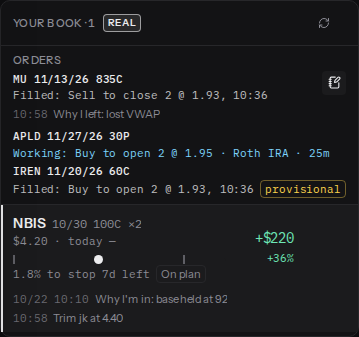 YOUR BOOK · 1 REAL
ORDERS
MU 11/13/26 835C
Filled: Sell to close 2 @ 1.93, 10:36
10:58 Why I left: lost VWAP
APLD 11/27/26 30P
Working: Buy to open 2 @ 1.95 · Roth IRA · 25m
IREN 11/20/26 60C
Filled: Buy to open 2 @ 1.93, 10:36 provisional
NBIS 10/30 100C ×2
+$220
$4.20 · today —
+36%
1.8% to stop 7d left On plan
10/22 10:10 Why I'm in: base held at 92
10:58 Trim jk at 4.40